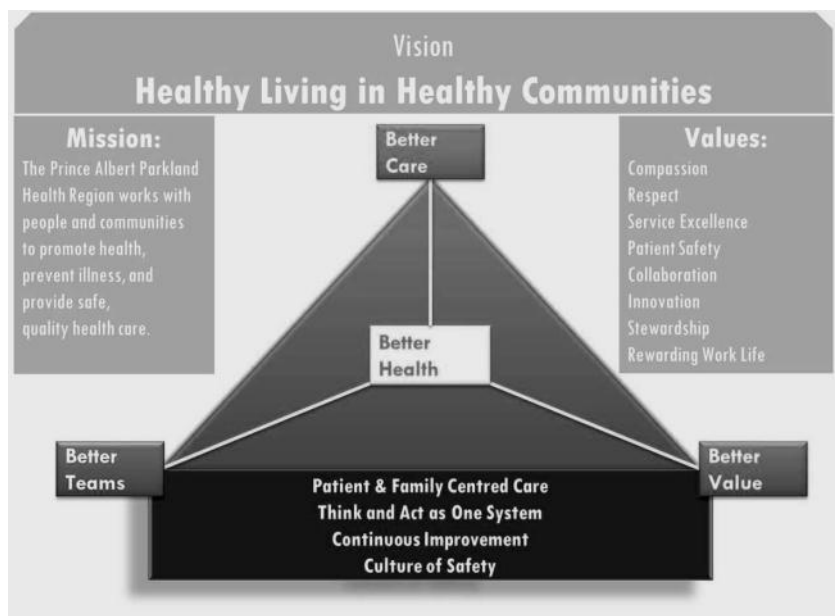 Vision
Healthy Living in Healthy Communities
Mission:
The Prince Albert Parkland
Health Region works with
people and communities
to promote health,
prevent illness, and
provide safe,
quality health care.
Better
Care
Values:
Compassion
Respect
Service Excellence
Patient Safety
Collaboration
Innovation
Stewardship
Rewarding Work Life
Better
Health
Better
Teams
Better
Value
Patient & Family Centred Care
Think and Act as One System
Continuous Improvement
Culture of Safety